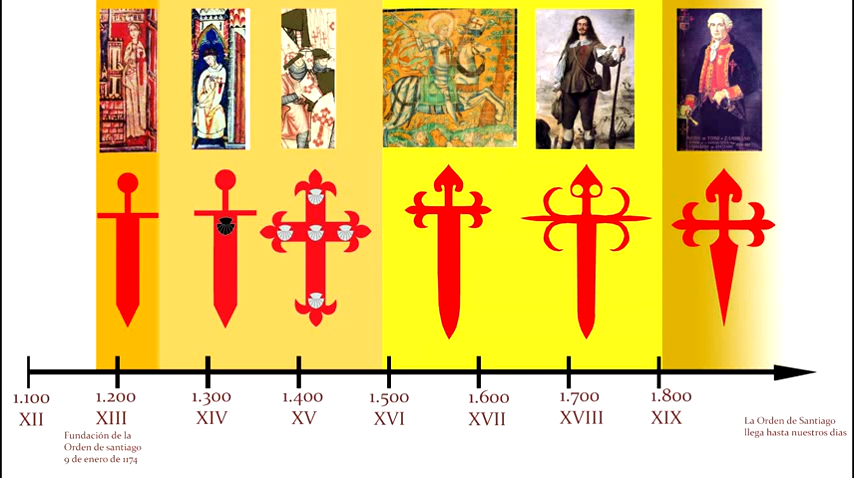 1.100 1.200 1.300 1.400 1.500 1.600 1.700 1.800
XII XIII XIV XV XVI XVII XVIII XIX
Fundación de la
Orden de santiago
9 de enero de 1174
La Orden de Santiago
llega hasta nuestros dias